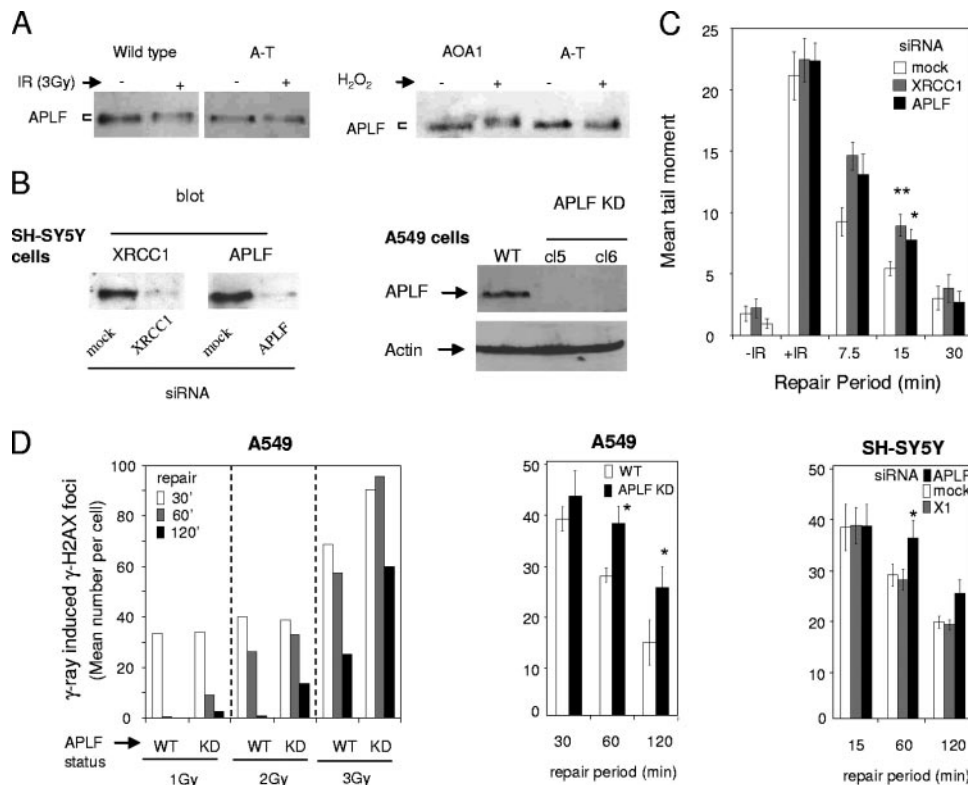 A
Wild type A-T
IR (3Gy) - + - +
APLF
AOA1 A-T
H2O2 - + - +
APLF
B
blot
SH-SY5Y cells
XRCC1 APLF
mock XRCC1 mock APLF
siRNA
APLF KD
A549 cells
WT cl5 cl6
APLF
Actin
C
siRNA
mock
XRCC1
APLF
Mean tail moment
25
20
15
10
5
0
** *
-IR +IR 7.5 15 30
Repair Period (min)
D
A549
γ-ray induced γ-H2AX foci
(Mean number per cell)
100
80
60
40
20
0
repair
30'
60'
120'
APLF status
WT KD WT KD WT KD
1Gy 2Gy 3Gy
A549
50
40
30
20
10
0
WT
APLF KD
*
*
30 60 120
repair period (min)
SH-SY5Y
50
40
30
20
10
0
siRNA APLF
mock
X1
*
15 60 120
repair period (min)